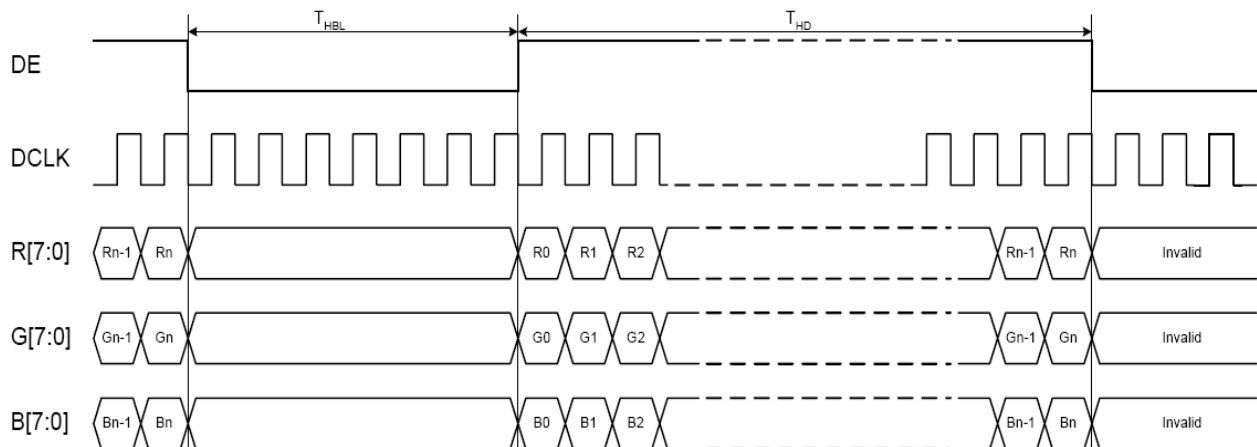 T_HBL T_HD
DE
DCLK
R[7:0] Rn-1 Rn R0 R1 R2 Rn-1 Rn Invalid
G[7:0] Gn-1 Gn G0 G1 G2 Gn-1 Gn Invalid
B[7:0] Bn-1 Bn B0 B1 B2 Bn-1 Bn Invalid